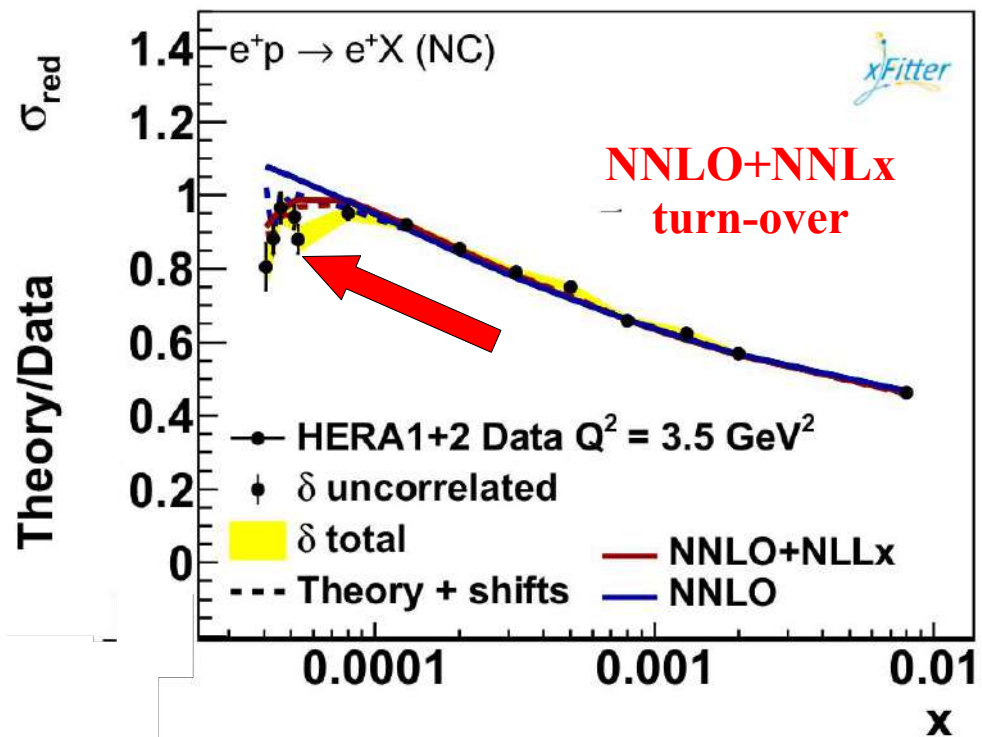 1.4
1.2
1
0.8
0.6
0.4
0.2
0
σred
Theory/Data
e⁺p → e⁺X (NC)
xFitter
NNLO+NNLx
turn-over
HERA1+2 Data Q² = 3.5 GeV²
δ uncorrelated
δ total
Theory + shifts
NNLO+NLLx
NNLO
0.0001
0.001
0.01
x